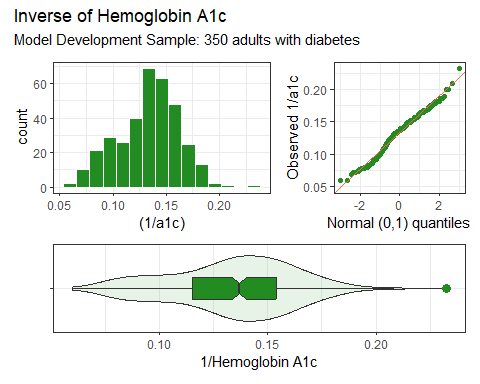 Inverse of Hemoglobin A1c
Model Development Sample: 350 adults with diabetes
count
60
40
20
0
0.05 0.10 0.15 0.20
(1/a1c)
Observed 1/a1c
0.20
0.15
0.10
0.05
-2 0 2
Normal (0,1) quantiles
0.10 0.15 0.20
1/Hemoglobin A1c